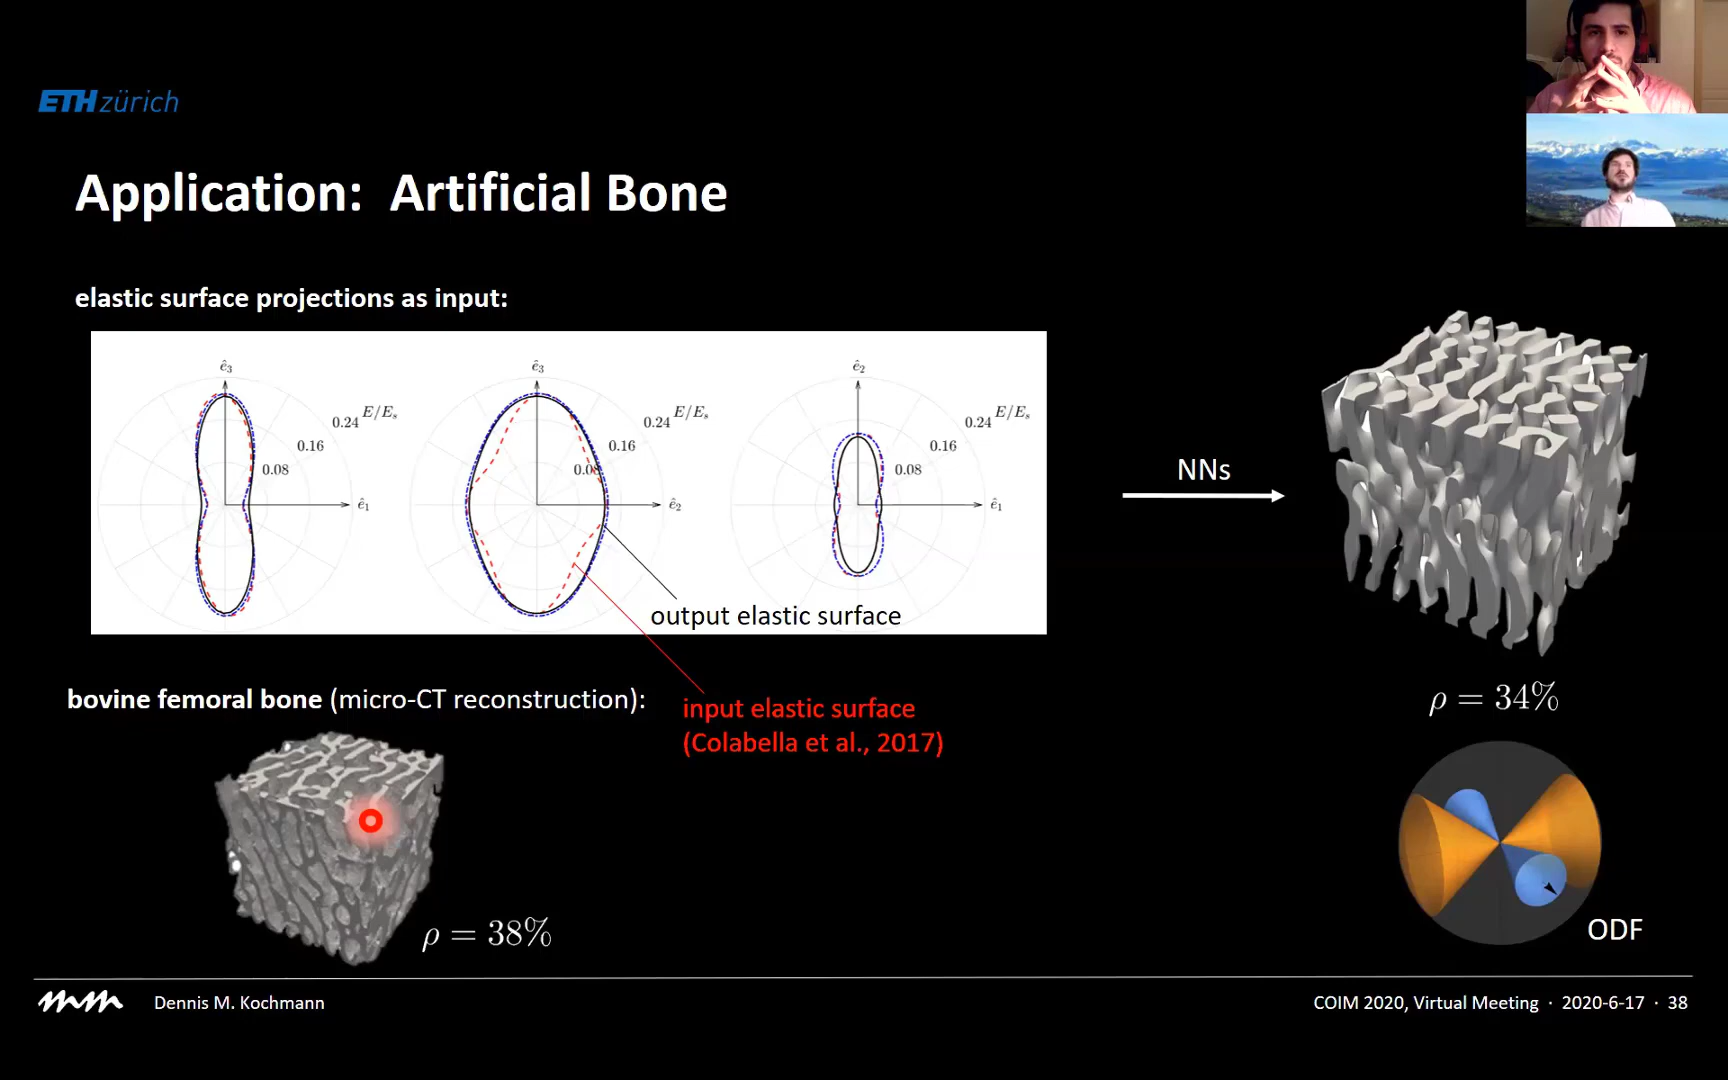 ETH zürich
Application: Artificial Bone
elastic surface projections as input:
ê₃
E/Eₛ
0.24
0.16
0.08
ê₁
ê₃
E/Eₛ
0.24
0.16
0.08
ê₂
ê₂
E/Eₛ
0.24
0.16
0.08
ê₁
output elastic surface
NNs
bovine femoral bone (micro-CT reconstruction):
input elastic surface
(Colabella et al., 2017)
ρ = 34%
ρ = 38%
ODF
Dennis M. Kochmann
COIM 2020, Virtual Meeting · 2020-6-17 · 38